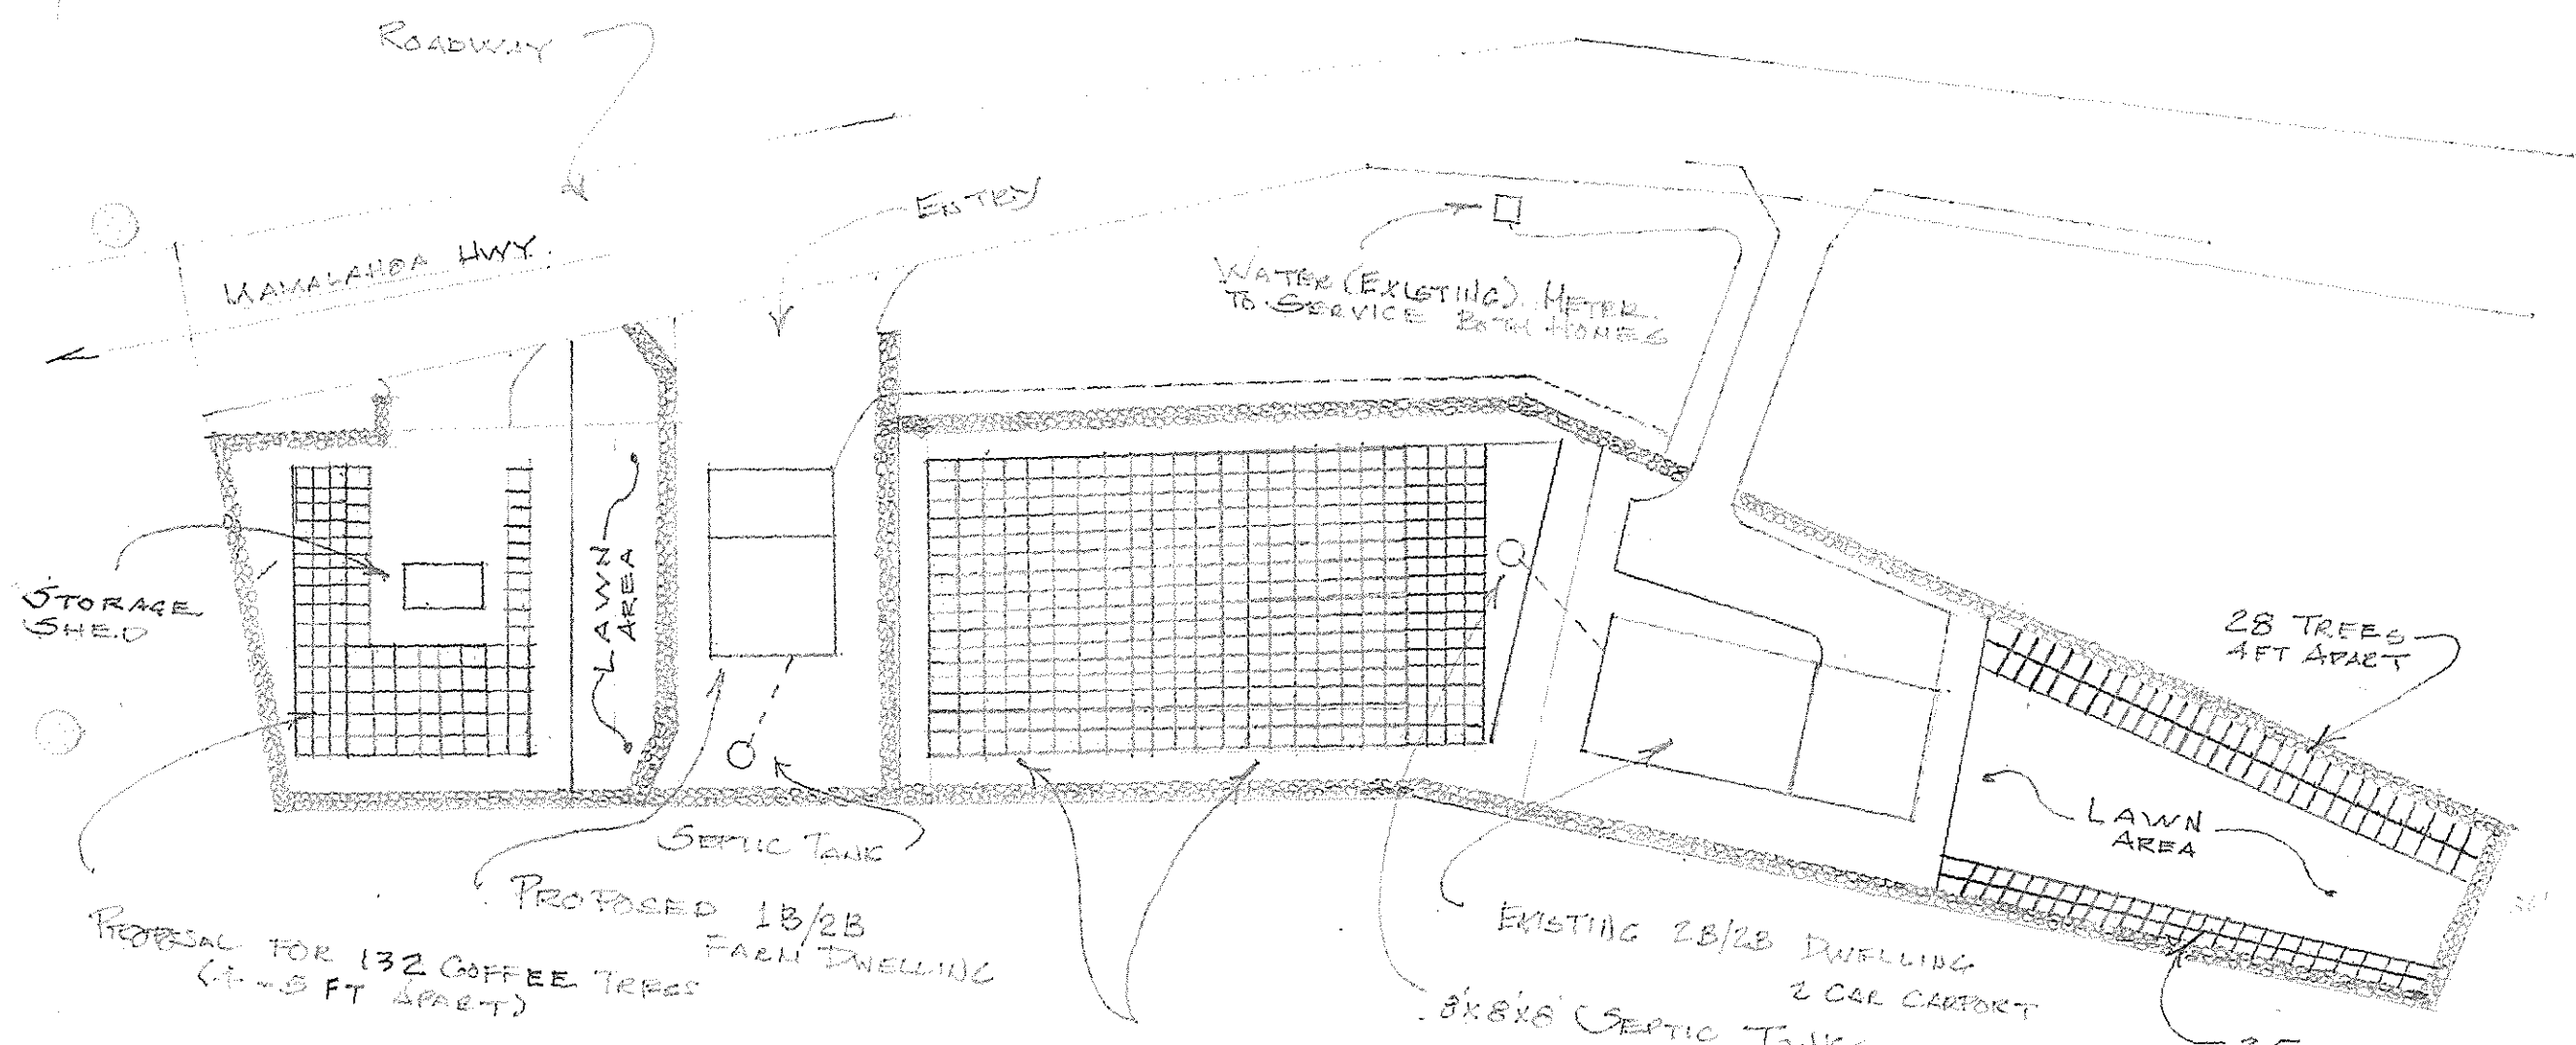 ROADWAY
MAMALAHOA HWY.
ENTRY
WATER (EXISTING) METER
TO SERVICE BOTH HOMES
STORAGE
SHED
LAWN
AREA
28 TREES
4FT APART
LAWN
AREA
SEPTIC TANK
PROPOSED 1B/2B
FARM DWELLING
PROPOSAL FOR 132 COFFEE TREES
FT APART)
EXISTING 2B/2B DWELLING
2 CAR CARPORT
8'X8'X8' SEPTIC TANK